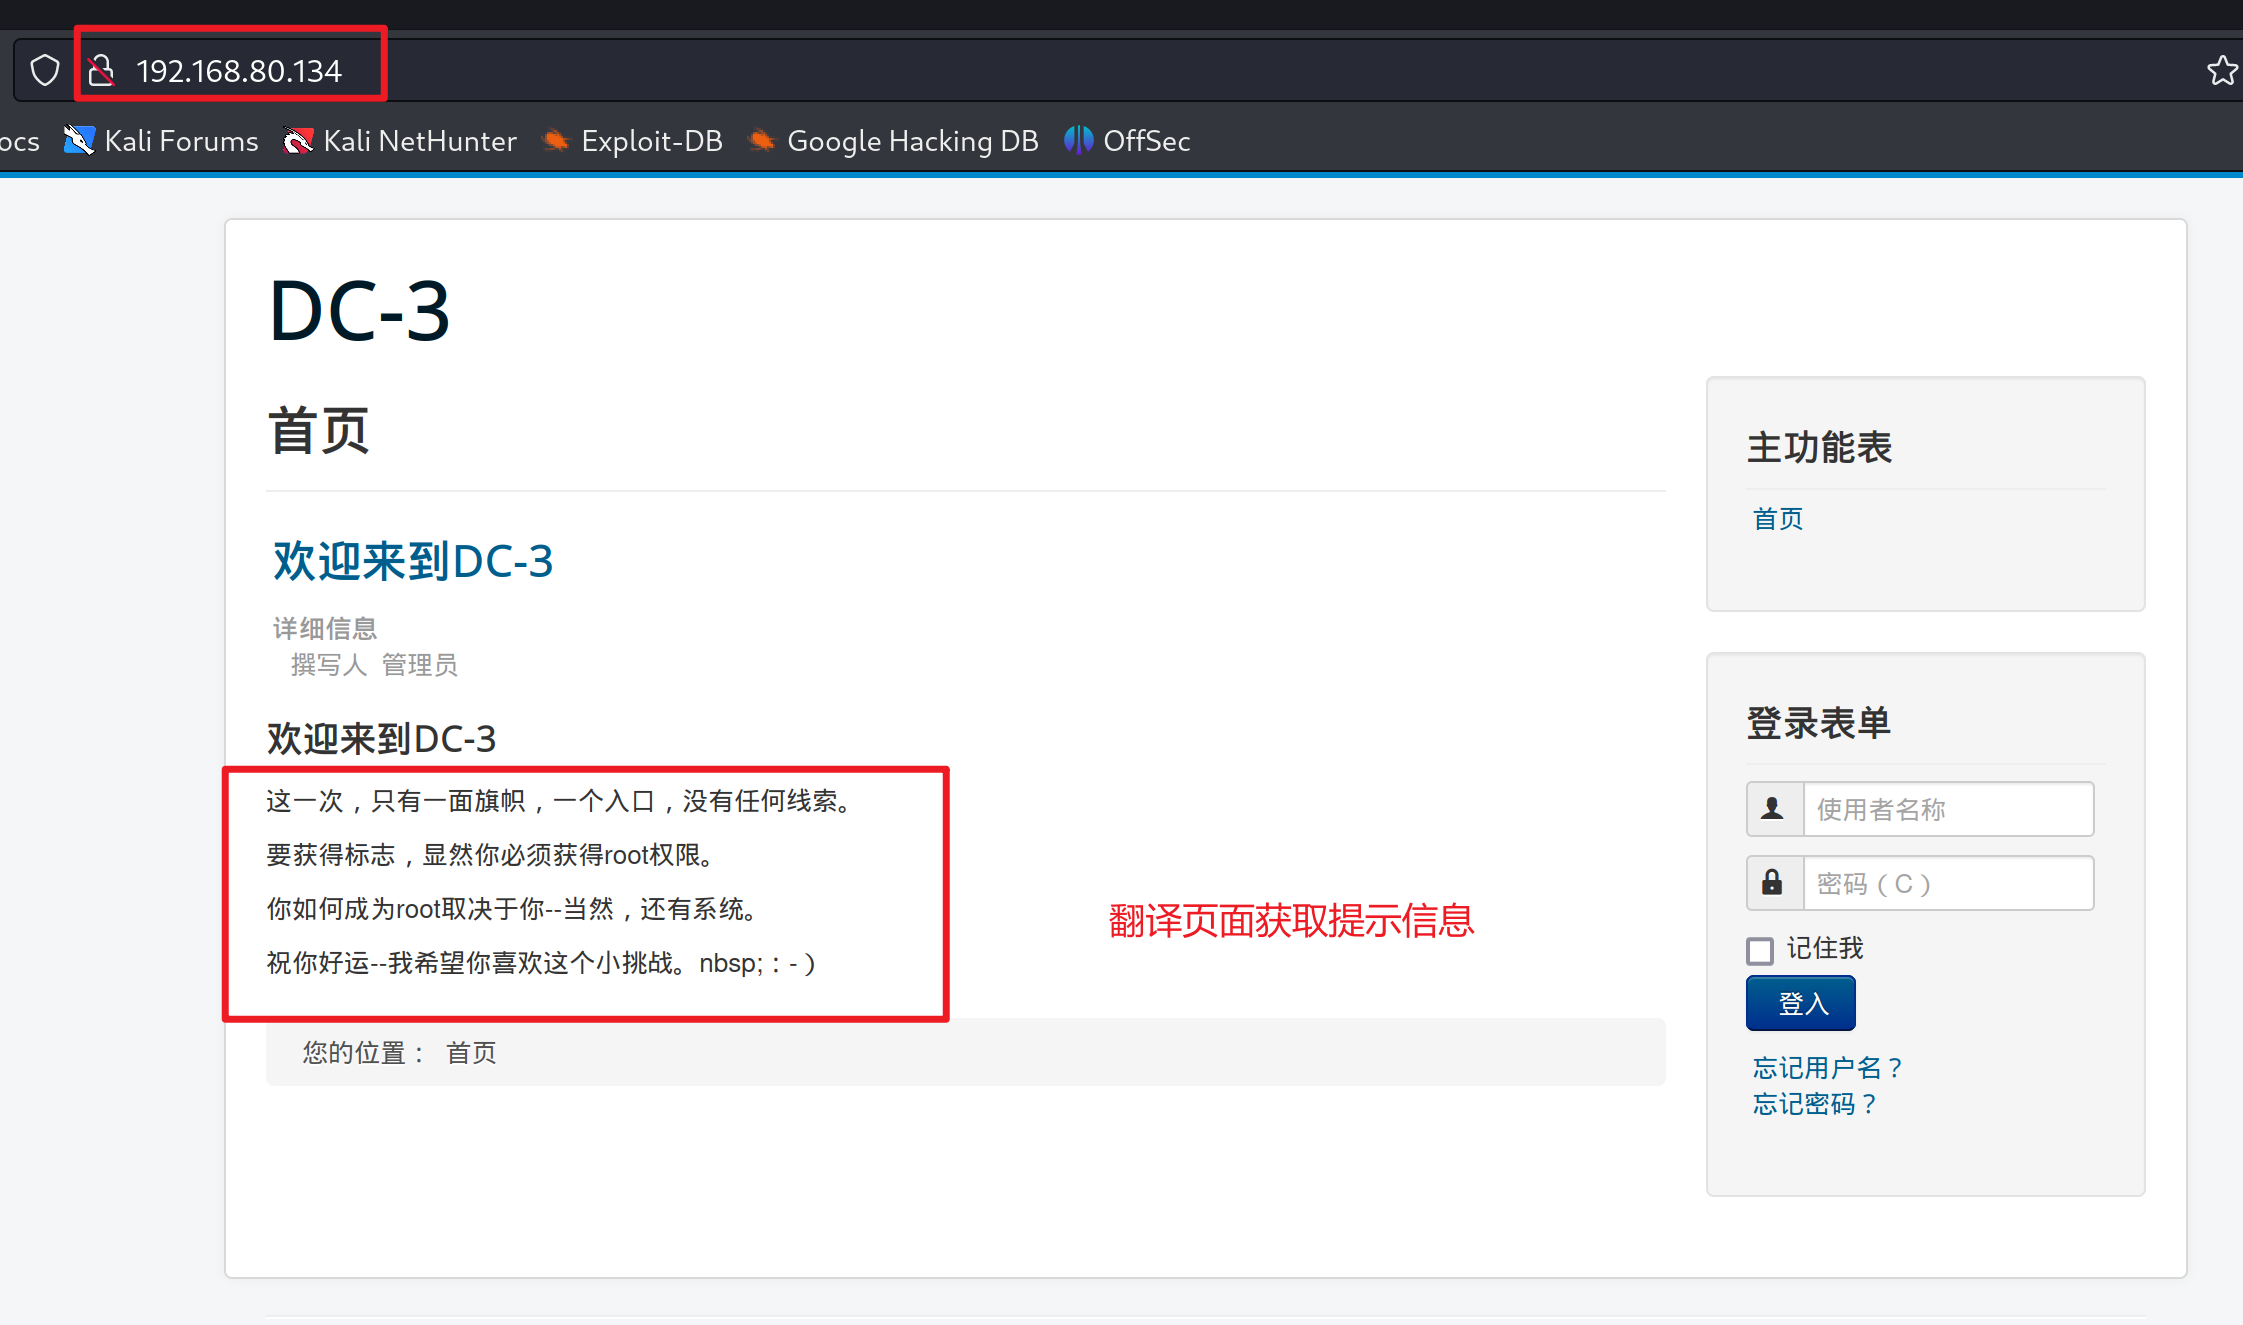 192.168.80.134
ocs Kali Forums Kali NetHunter Exploit-DB Google Hacking DB OffSec
DC-3
首页
欢迎来到DC-3
详细信息
撰写人 管理员
欢迎来到DC-3
这一次，只有一面旗帜，一个入口，没有任何线索。
要获得标志，显然你必须获得root权限。
你如何成为root取决于你--当然，还有系统。
祝你好运--我希望你喜欢这个小挑战。nbsp;：-）
翻译页面获取提示信息
您的位置： 首页
主功能表
首页
登录表单
使用者名称
密码（C）
记住我
登入
忘记用户名？
忘记密码？